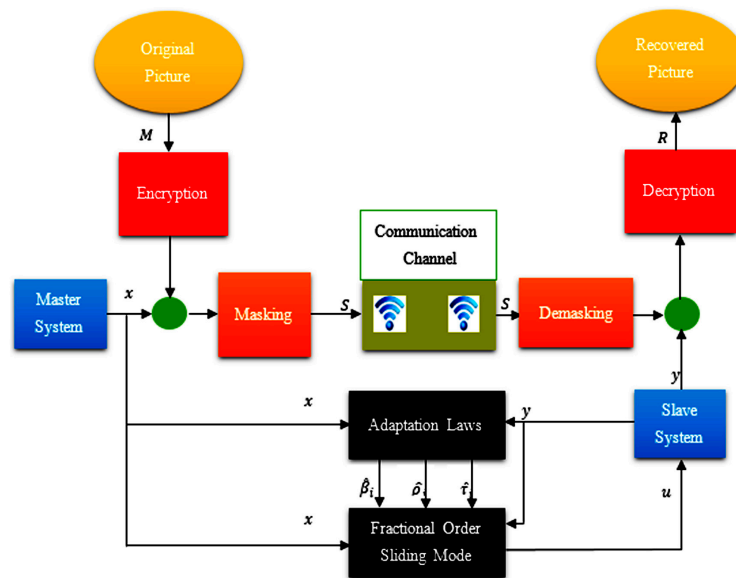 Original
Picture
Recovered
Picture
M
R
Encryption
Decryption
Communication
Channel
Master
System
x
Masking
S
S
Demasking
y
x
Adaptation Laws
y
Slave
System
β̂ᵢ
ρ̂
τ̂
u
x
Fractional Order
Sliding Mode